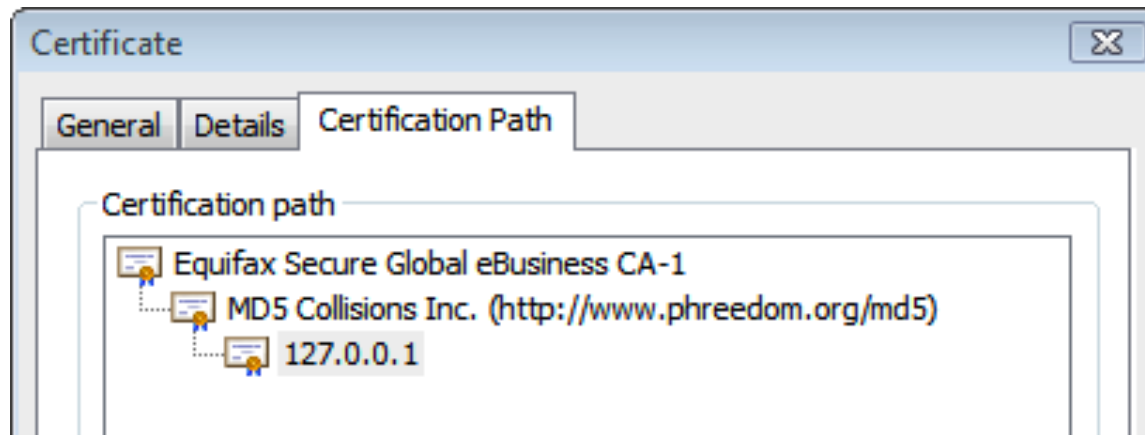 Certificate
General Details Certification Path
Certification path
Equifax Secure Global eBusiness CA-1
MD5 Collisions Inc. (http://www.phreedom.org/md5)
127.0.0.1